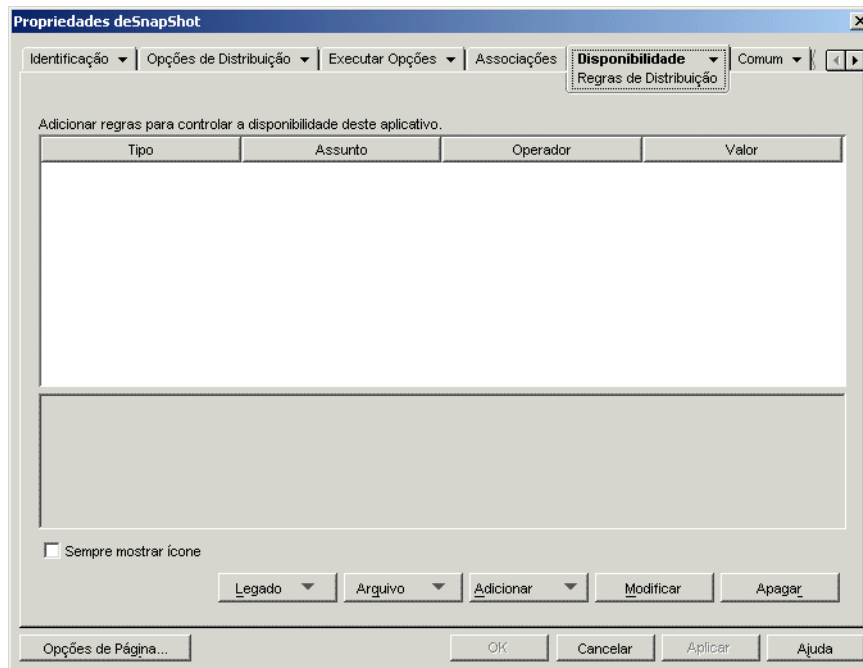 Propriedades deSnapShot
Identificação Opções de Distribuição Executar Opções Associações Disponibilidade Comum
Regras de Distribuição
Adicionar regras para controlar a disponibilidade deste aplicativo.
Tipo Assunto Operador Valor
Sempre mostrar ícone
Legado Arquivo Adicionar Modificar Apagar
Opções de Página... OK Cancelar Aplicar Ajuda